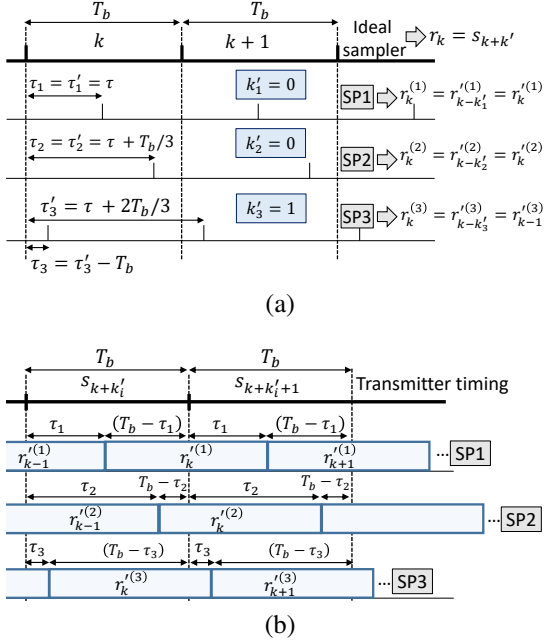 T_b T_b
k k + 1 Ideal sampler ⇨ r_k = s_{k+k′}
τ_1 = τ′_1 = τ k′_1 = 0 SP1 ⇨ r_k^{(1)} = r′_{k−k′_1}^{(1)} = r′_k^{(1)}
τ_2 = τ′_2 = τ + T_b/3 k′_2 = 0 SP2 ⇨ r_k^{(2)} = r′_{k−k′_2}^{(2)} = r′_k^{(2)}
τ′_3 = τ + 2T_b/3 k′_3 = 1 SP3 ⇨ r_k^{(3)} = r′_{k−k′_3}^{(3)} = r′_{k−1}^{(3)}
τ_3 = τ′_3 − T_b
(a)
T_b T_b
s_{k+k′_i} s_{k+k′_i+1} Transmitter timing
τ_1 (T_b − τ_1) τ_1 (T_b − τ_1)
r′_{k−1}^{(1)} r′_k^{(1)} r′_{k+1}^{(1)} ... SP1
τ_2 T_b − τ_2 τ_2 T_b − τ_2
r′_{k−1}^{(2)} r′_k^{(2)} ... SP2
τ_3 (T_b − τ_3) τ_3 (T_b − τ_3)
r′_k^{(3)} r′_{k+1}^{(3)} ... SP3
(b)